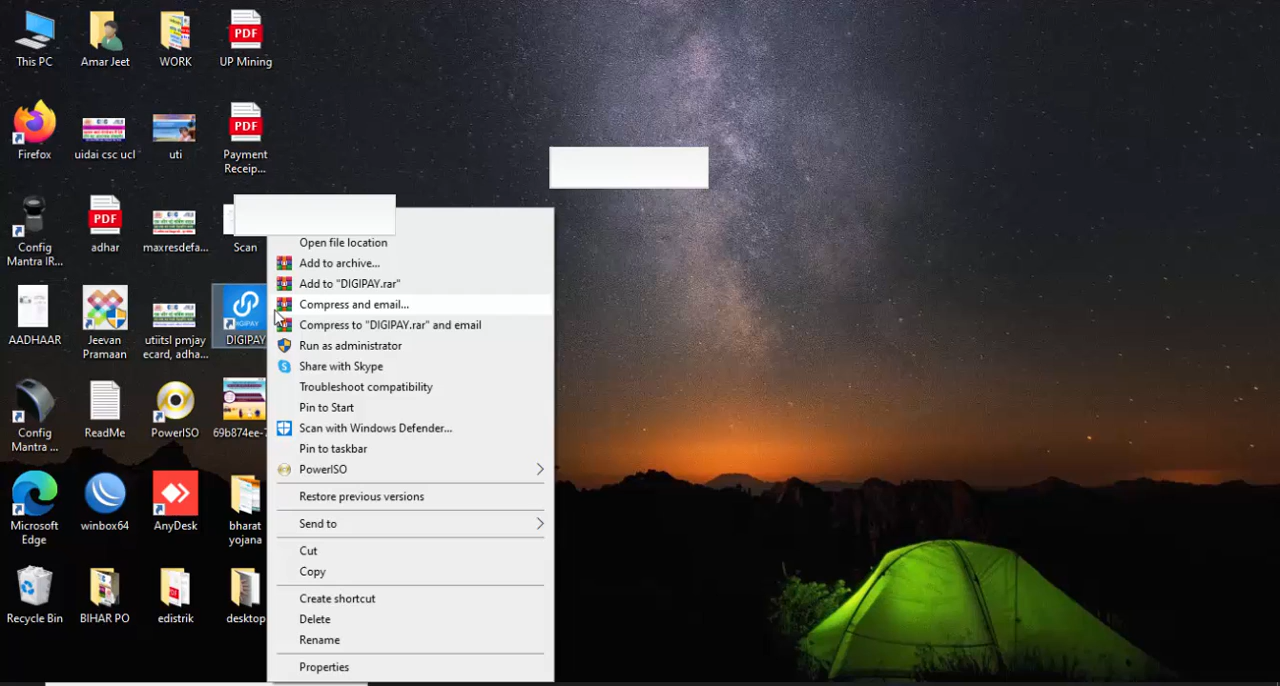 This PC
Amar Jeet
WORK
PDF
UP Mining
Firefox
uidai csc ucl
uti
PDF
Payment
Receip...
Config
Mantra IR...
PDF
adhar
maxresdefa...
Scan
AADHAAR
Jeevan
Pramaan
utiitsl pmjay
ecard, adha...
DIGIPAY
DIGIPAY
Config
Mantra ...
ReadMe
PowerISO
69b874ee-
Microsoft
Edge
winbox64
AnyDesk
bharat
yojana
Recycle Bin
BIHAR PO
edistrik
desktop
Open file location
Add to archive...
Add to "DIGIPAY.rar"
Compress and email...
Compress to "DIGIPAY.rar" and email
Run as administrator
Share with Skype
Troubleshoot compatibility
Pin to Start
Scan with Windows Defender...
Pin to taskbar
PowerISO
Restore previous versions
Send to
Cut
Copy
Create shortcut
Delete
Rename
Properties